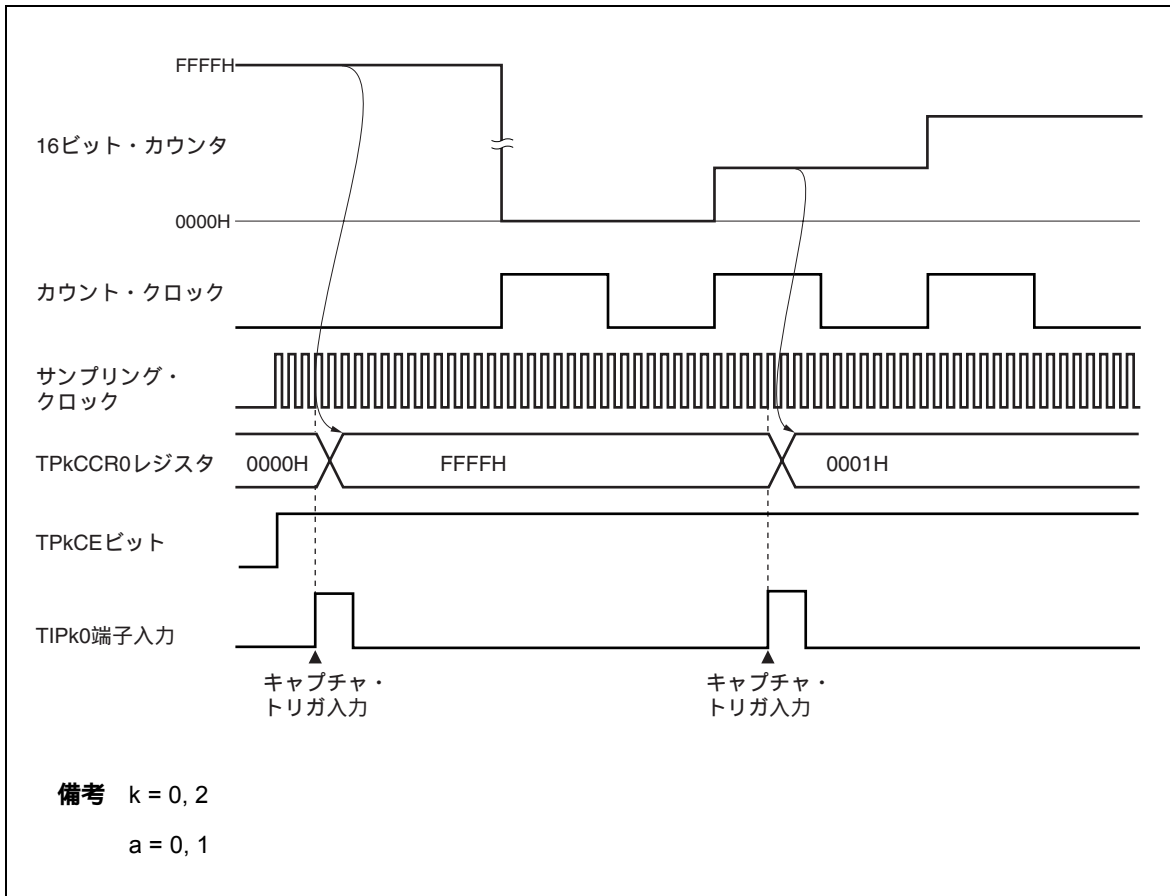 FFFFH
16ビット・カウンタ
0000H
カウント・クロック
サンプリング・
クロック
TPkCCR0レジスタ 0000H FFFFH 0001H
TPkCEビット
TIPk0端子入力
キャプチャ・
トリガ入力
キャプチャ・
トリガ入力
備考 k = 0, 2
a = 0, 1